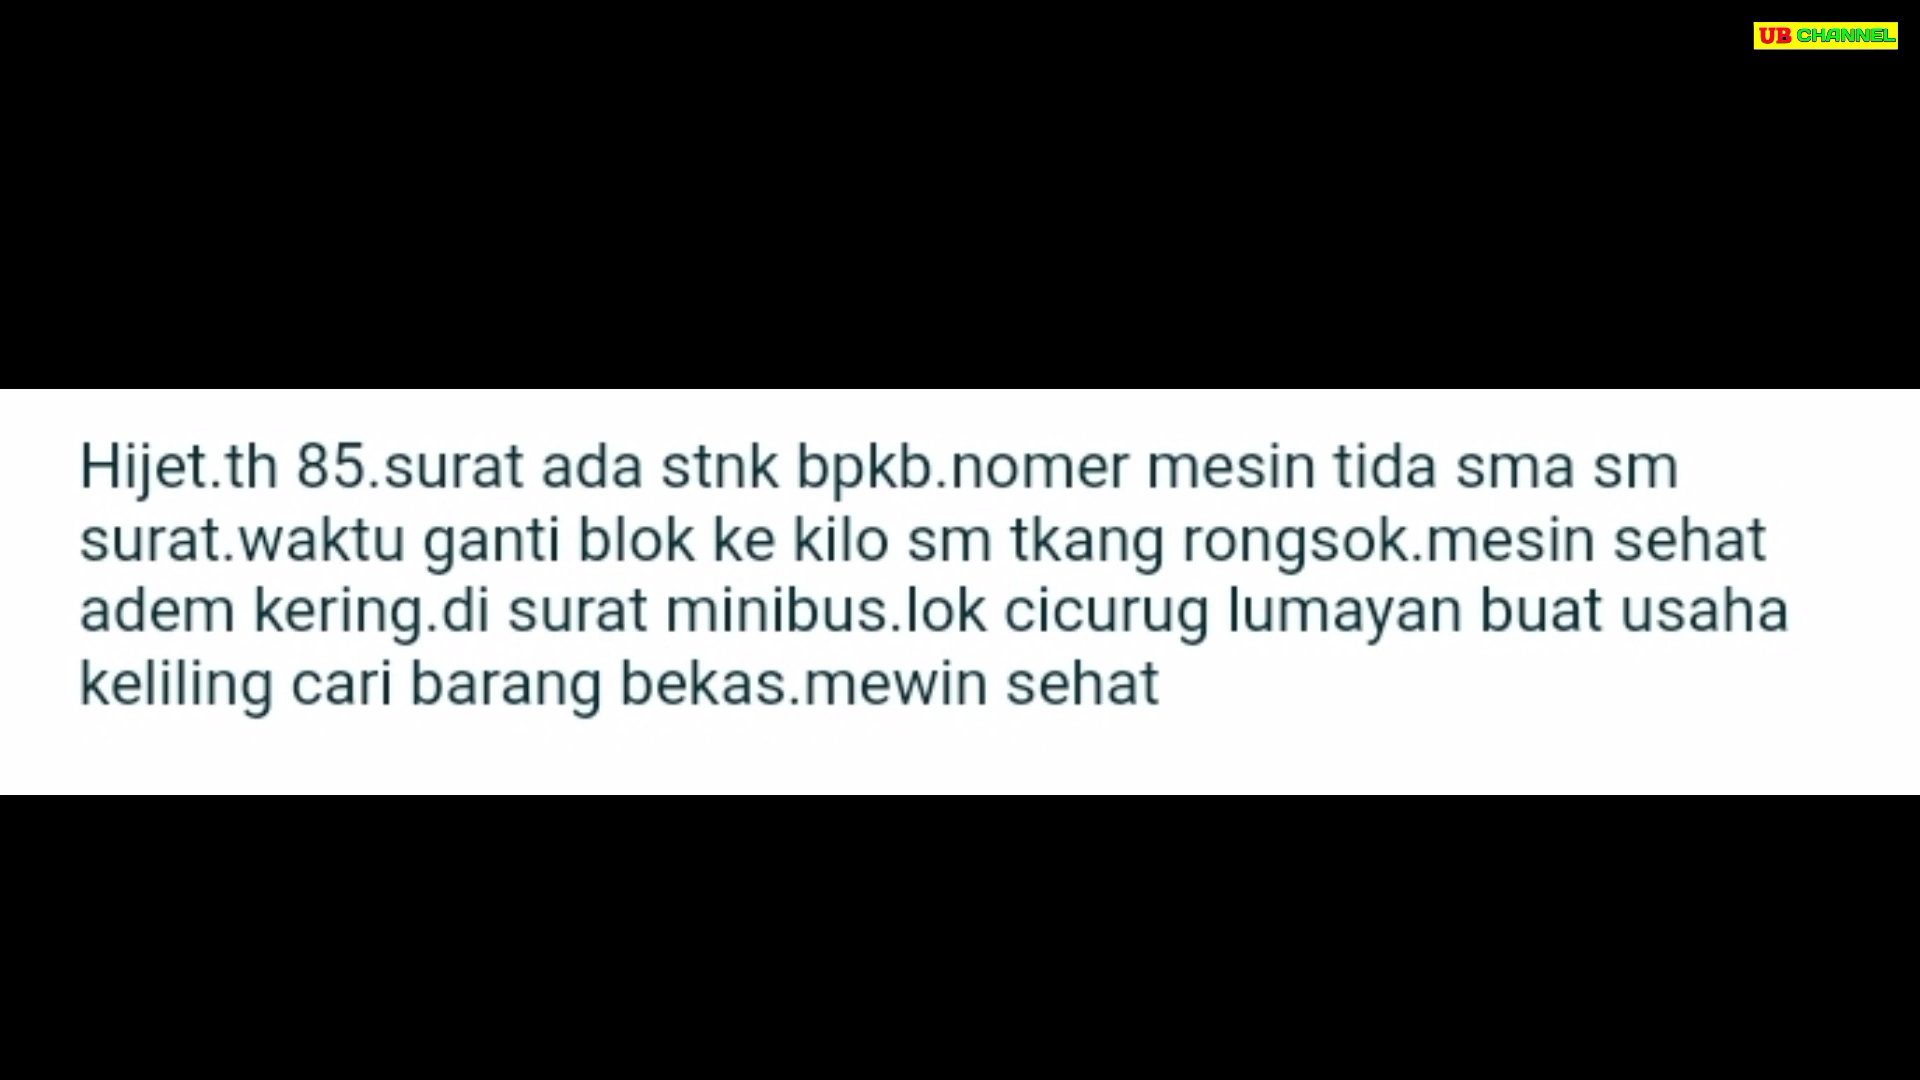 UB CHANNEL
Hijet.th 85.surat ada stnk bpkb.nomer mesin tida sma sm
surat.waktu ganti blok ke kilo sm tkang rongsok.mesin sehat
adem kering.di surat minibus.lok cicurug lumayan buat usaha
keliling cari barang bekas.mewin sehat